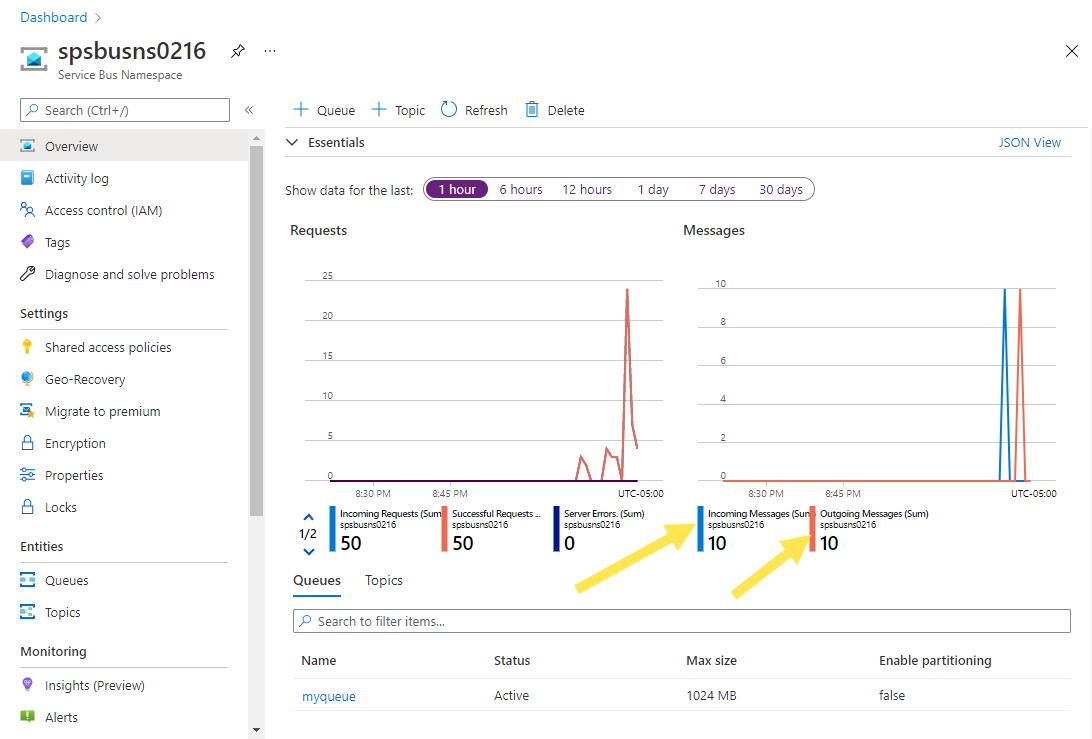 Dashboard
spsbusns0216
Service Bus Namespace
Search (Ctrl+/)
Overview
Activity log
Access control (IAM)
Tags
Diagnose and solve problems
Settings
Shared access policies
Geo-Recovery
Migrate to premium
Encryption
Properties
Locks
Entities
Queues
Topics
Monitoring
Insights (Preview)
Alerts
Queue Topic Refresh Delete
Essentials JSON View
Show data for the last: 1 hour 6 hours 12 hours 1 day 7 days 30 days
Requests
25
20
15
10
5
0
8:30 PM 8:45 PM UTC-05:00
1/2
Incoming Requests (Sum)
spsbusns0216
50
Successful Requests ...
spsbusns0216
50
Server Errors. (Sum)
spsbusns0216
0
Messages
10
8
6
4
2
0
8:30 PM 8:45 PM UTC-05:00
Incoming Messages (Sum
spsbusns0216
10
Outgoing Messages (Sum)
spsbusns0216
10
Queues Topics
Search to filter items...
Name Status Max size Enable partitioning
myqueue Active 1024 MB false